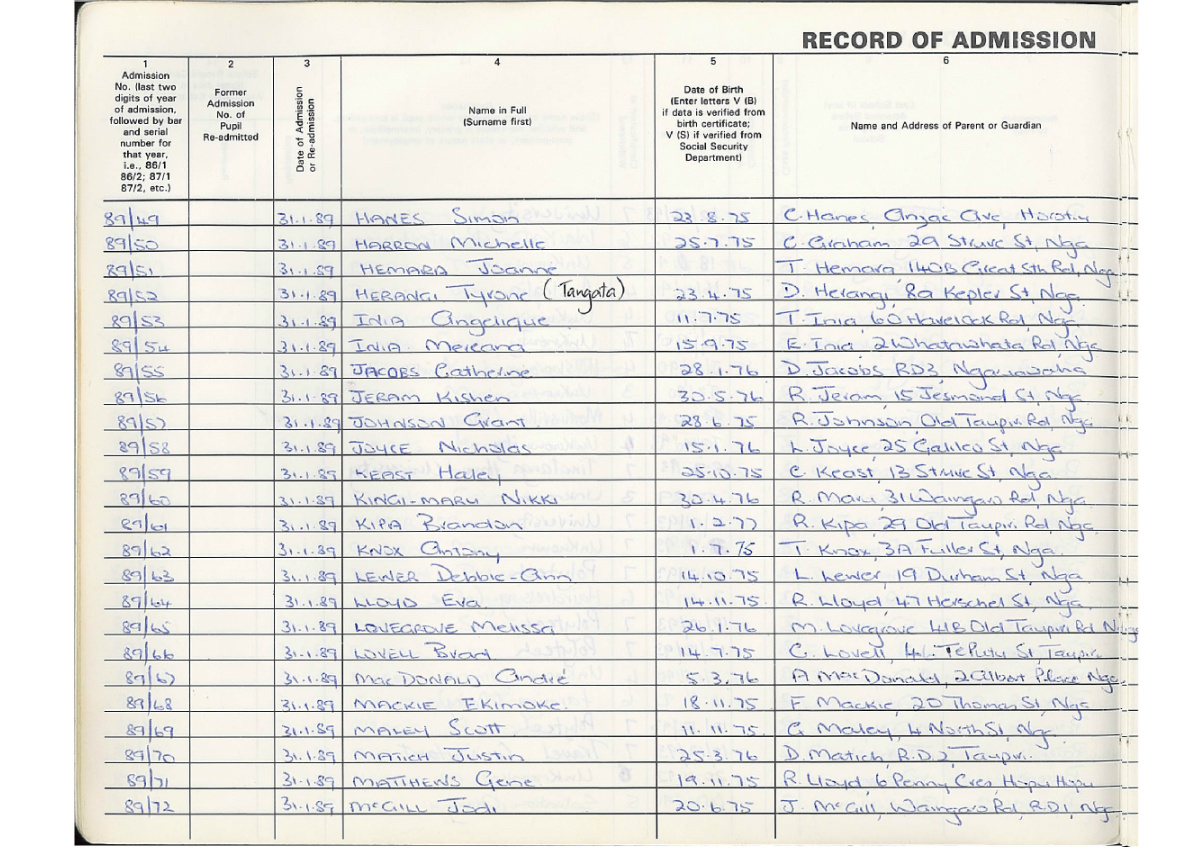 RECORD OF ADMISSION
1 2 3 4 5 6
Admission No. (last two digits of year of admission, followed by bar and serial number for that year, i.e., 86/1 86/2; 87/1 87/2, etc.)
Former Admission No. of Pupil Re-admitted
Date of Admission or Re-admission
Name in Full (Surname first)
Date of Birth (Enter letters V (B) if data is verified from birth certificate; V (S) if verified from Social Security Department)
Name and Address of Parent or Guardian
89/49 31.1.89 HANES Simon 23.8.75 C. Hanes, Anzac Ave, Horotiu
89/50 31.1.89 HARRON Michelle 25.7.75 C. Graham 29 Struve St, Nga
89/51 31.1.89 HEMARA Joanne T. Hemara 140B Great Sth Rd, Nga
89/52 31.1.89 HERANGI Tyrone (Tangata) 23.4.75 D. Herangi 8a Kepler St, Nga
89/53 31.1.89 INIA Angelique 11.7.75 T. Inia, 60 Havelock Rd, Nga
89/54 31.1.89 INIA Mereana 15.9.75 E. Inia 2 Whatawhata Rd, Nga
89/55 31.1.89 JACOBS Catherine 28.1.76 D. Jacobs, RD3, Ngaruawahia
89/56 31.1.89 JERAM Kishen 30.5.76 R. Jeram, 15 Jesmond St, Nga
89/57 31.1.89 JOHNSON Grant 28.6.75 R. Johnson, Old Taupiri Rd, Nga
89/58 31.1.89 JOYCE Nicholas 15.1.76 L. Joyce, 25 Galileo St, Nga
89/59 31.1.89 KEAST Haley 25.10.75 C. Keast, 13 Struve St, Nga.
89/60 31.1.89 KINGI-MARU Nikki 30.4.76 R. Maru, 31 Waingaro Rd, Nga
89/61 31.1.89 KIPA Brandon 1.2.77 R. Kipa, 29 Old Taupiri Rd, Nga
89/62 31.1.89 KNOX Antony 1.9.75 T. Knox, 3A Fuller St, Nga.
89/63 31.1.89 LEWER Debbie-Ann 14.10.75 L. Lewer, 19 Durham St, Nga
89/64 31.1.89 LLOYD Eva 14.11.75 R. Lloyd, 47 Herschel St, Nga
89/65 31.1.89 LOVEGROVE Melissa 26.1.76 M. Lovegrove 41B Old Taupiri Rd Nga
89/66 31.1.89 LOVELL Brad 14.7.75 G. Lovell, 4 Te Putu St, Taupiri
89/67 31.1.89 MacDONALD André 5.3.76 A MacDonald, 2 Albert Place, Nga
89/68 31.1.89 MACKIE Ekimoke 18.11.75 F Mackie, 20 Thomas St, Nga
89/69 31.1.89 MALEY Scott 11.11.75 G Maley, 4 North St, Nga
89/70 31.1.89 MATICH Justin 25.3.76 D. Matich, R.D.2, Taupiri
89/71 31.1.89 MATTHEWS Gene 19.11.75 R. Lloyd, 6 Penny Cres, Hopu Hopu
89/72 31.1.89 McGILL Jodi 20.6.75 J. McGill, Waingaro Rd, R.D.1, Nga